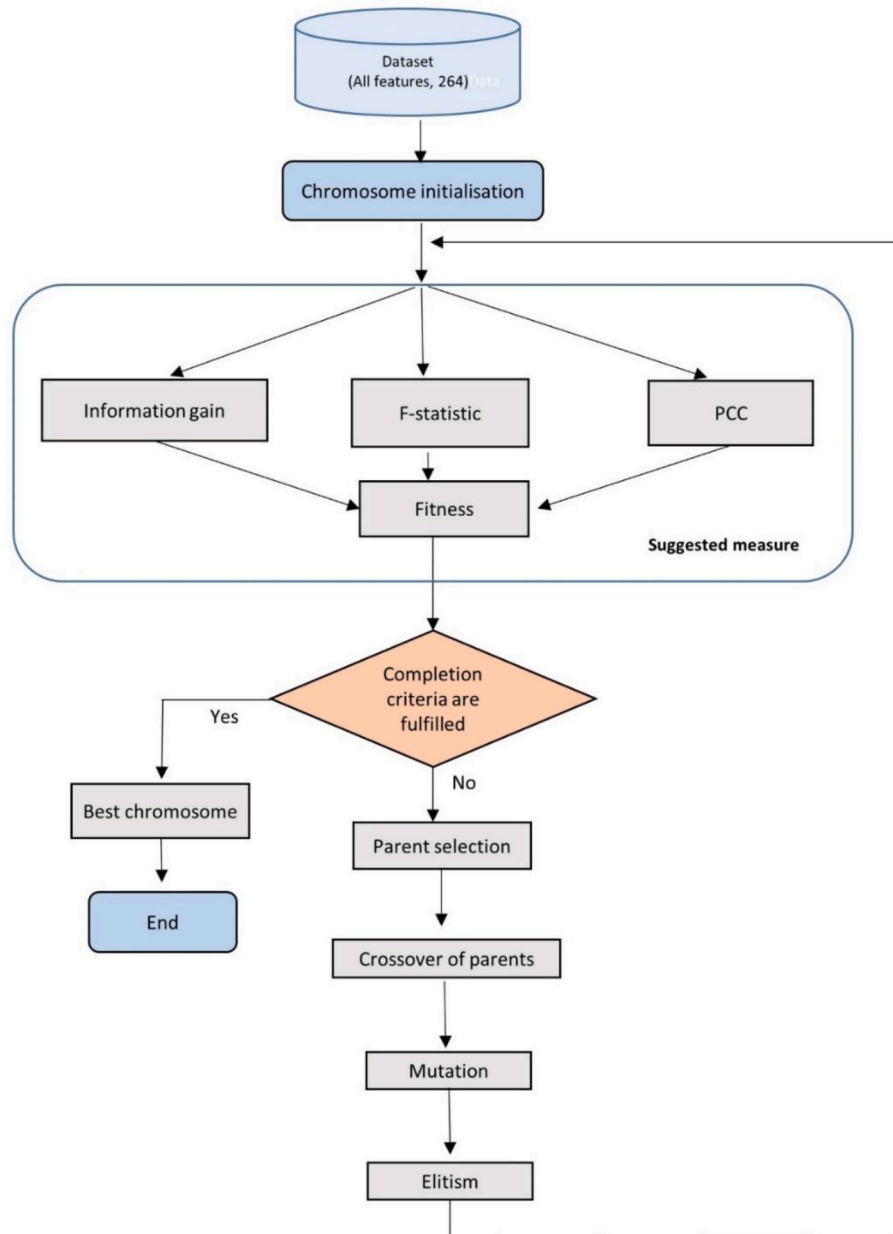 Dataset
(All features, 264)Data
Chromosome initialisation
Information gain
F-statistic
PCC
Fitness
Suggested measure
Completion
criteria are
fulfilled
Yes
No
Best chromosome
Parent selection
End
Crossover of parents
Mutation
Elitism